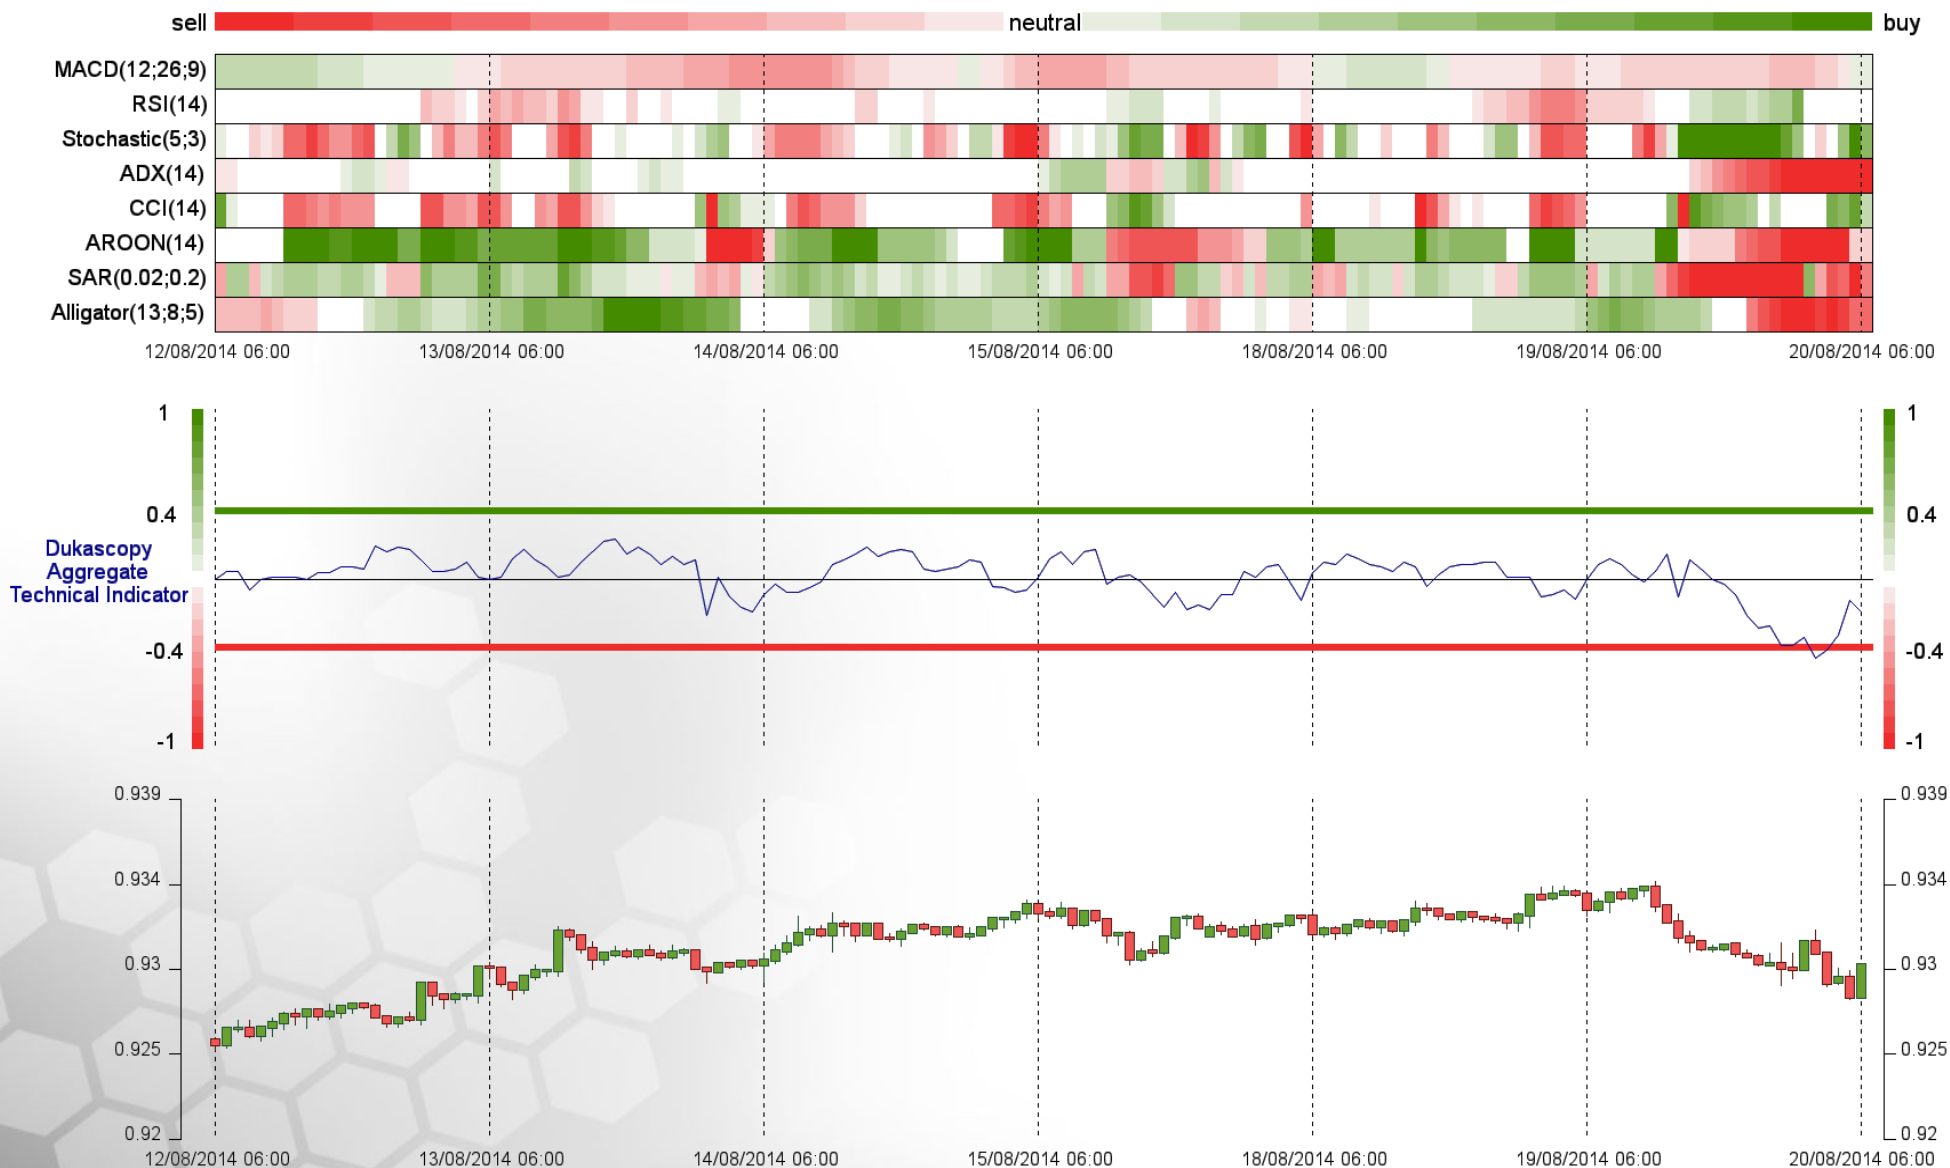 sell neutral buy
MACD(12;26;9)
RSI(14)
Stochastic(5;3)
ADX(14)
CCI(14)
AROON(14)
SAR(0.02;0.2)
Alligator(13;8;5)
12/08/2014 06:00 13/08/2014 06:00 14/08/2014 06:00 15/08/2014 06:00 18/08/2014 06:00 19/08/2014 06:00 20/08/2014 06:00
1 1
0.4 0.4
Dukascopy
Aggregate
Technical Indicator
-0.4 -0.4
-1 -1
0.939 0.939
0.934 0.934
0.93 0.93
0.925 0.925
0.92 0.92
12/08/2014 06:00 13/08/2014 06:00 14/08/2014 06:00 15/08/2014 06:00 18/08/2014 06:00 19/08/2014 06:00 20/08/2014 06:00